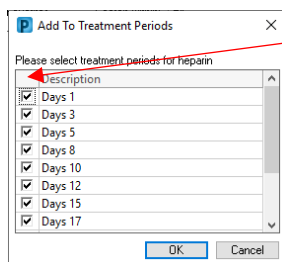 Add To Treatment Periods
Please select treatment periods for heparin
Description
Days 1
Days 3
Days 5
Days 8
Days 10
Days 12
Days 15
Days 17
OK Cancel